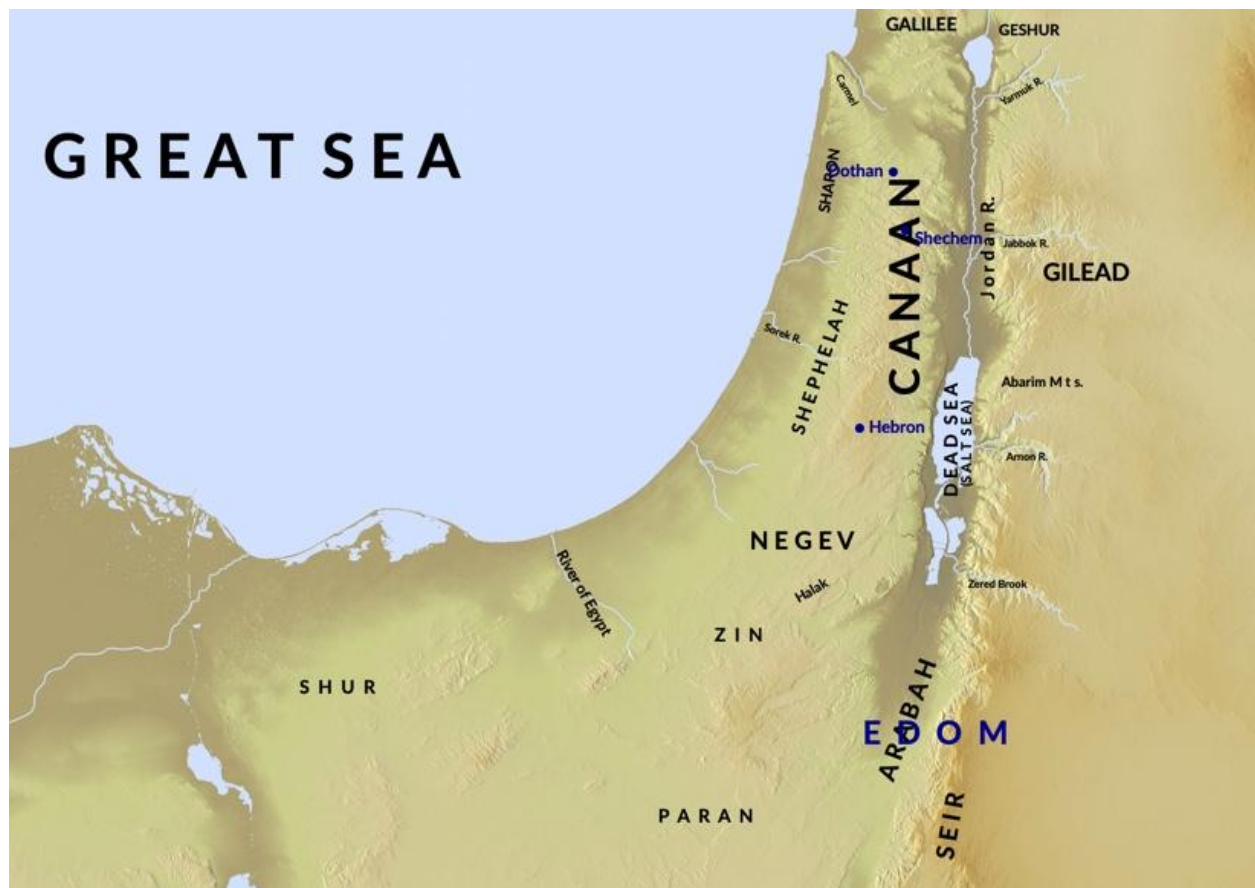 GALILEE
GESHUR
Carmel
Yarmuk R.
GREAT SEA
SHARON
Dothan
CANAAN
Shechem
Jordan R.
Jabbok R.
GILEAD
SHEPHELAH
Sorek R.
Abarim Mts.
DEAD SEA
(SALT SEA)
Hebron
Arnon R.
NEGEV
River of Egypt
Halak
Zered Brook
ZIN
SHUR
ARABAH
EDOM
PARAN
SEIR